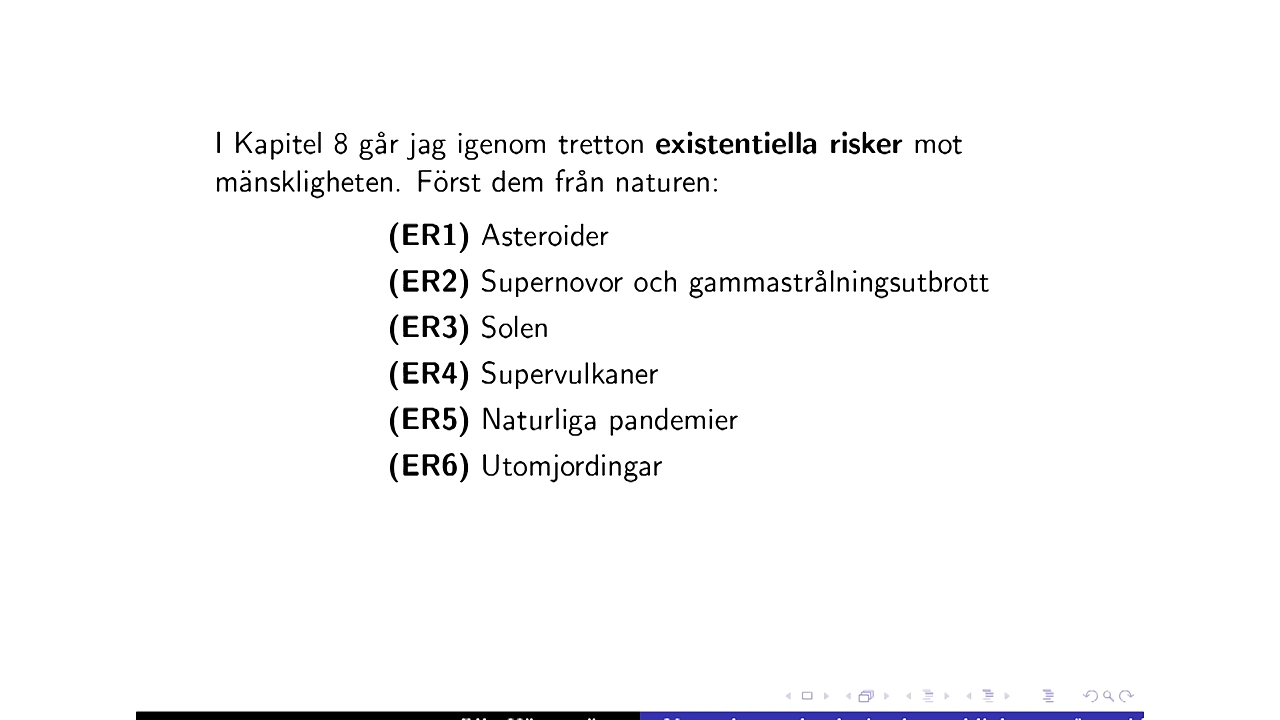 I Kapitel 8 går jag igenom tretton existentiella risker mot
mänskligheten. Först dem från naturen:
(ER1) Asteroider
(ER2) Supernovor och gammastrålningsutbrott
(ER3) Solen
(ER4) Supervulkaner
(ER5) Naturliga pandemier
(ER6) Utomjordingar